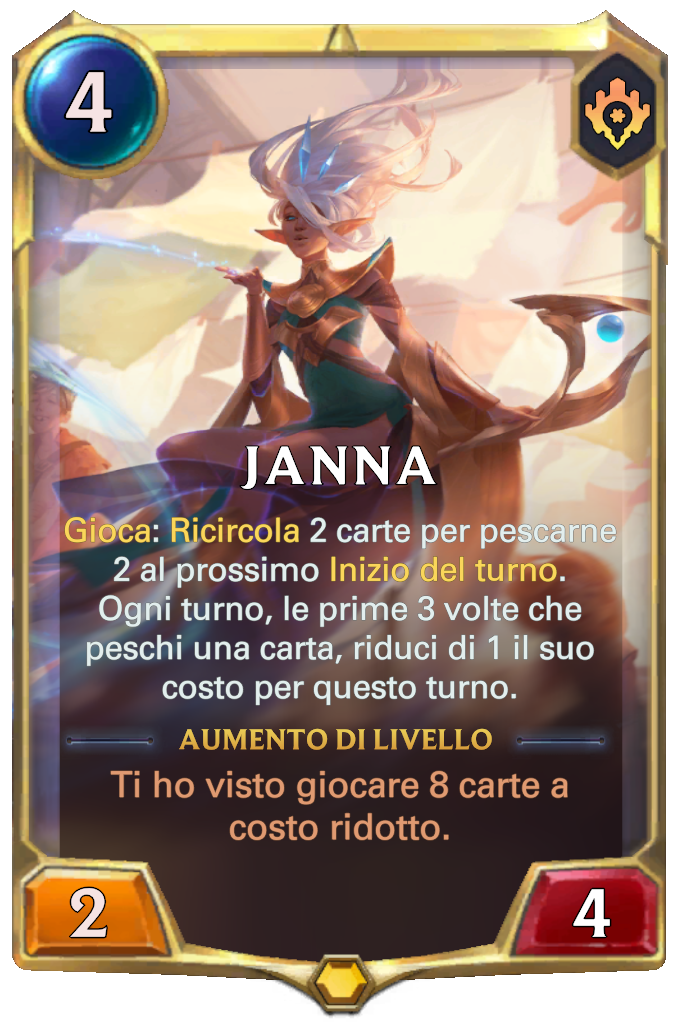 4
JANNA
Gioca: Ricircola 2 carte per pescarne
2 al prossimo Inizio del turno.
Ogni turno, le prime 3 volte che
peschi una carta, riduci di 1 il suo
costo per questo turno.
AUMENTO DI LIVELLO
Ti ho visto giocare 8 carte a
costo ridotto.
2
4